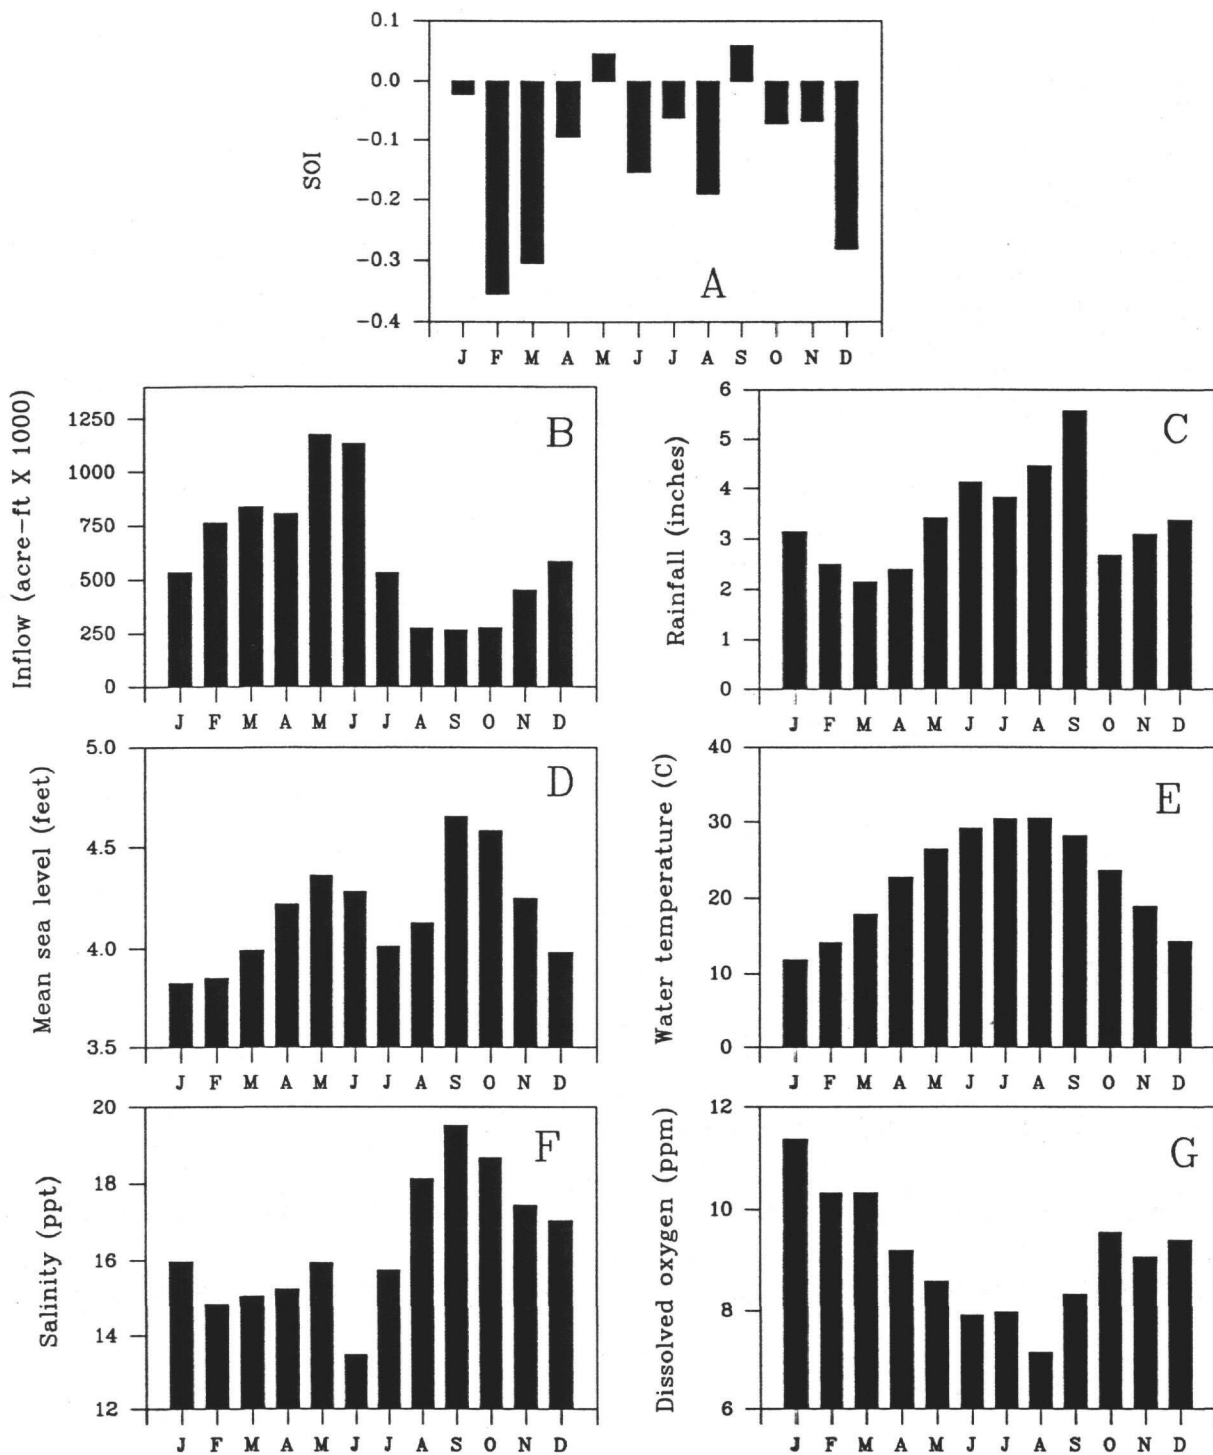 0.1
0.0
-0.1
-0.2
-0.3
-0.4
SOI
A
J F M A M J J A S O N D
Inflow (acre-ft X 1000)
1250
1000
750
500
250
0
B
J F M A M J J A S O N D
Rainfall (inches)
6
5
4
3
2
1
0
C
J F M A M J J A S O N D
Mean sea level (feet)
5.0
4.5
4.0
3.5
D
J F M A M J J A S O N D
Water temperature (C)
40
30
20
10
0
E
J F M A M J J A S O N D
Salinity (ppt)
20
18
16
14
12
F
J F M A M J J A S O N D
Dissolved oxygen (ppm)
12
10
8
6
G
J F M A M J J A S O N D